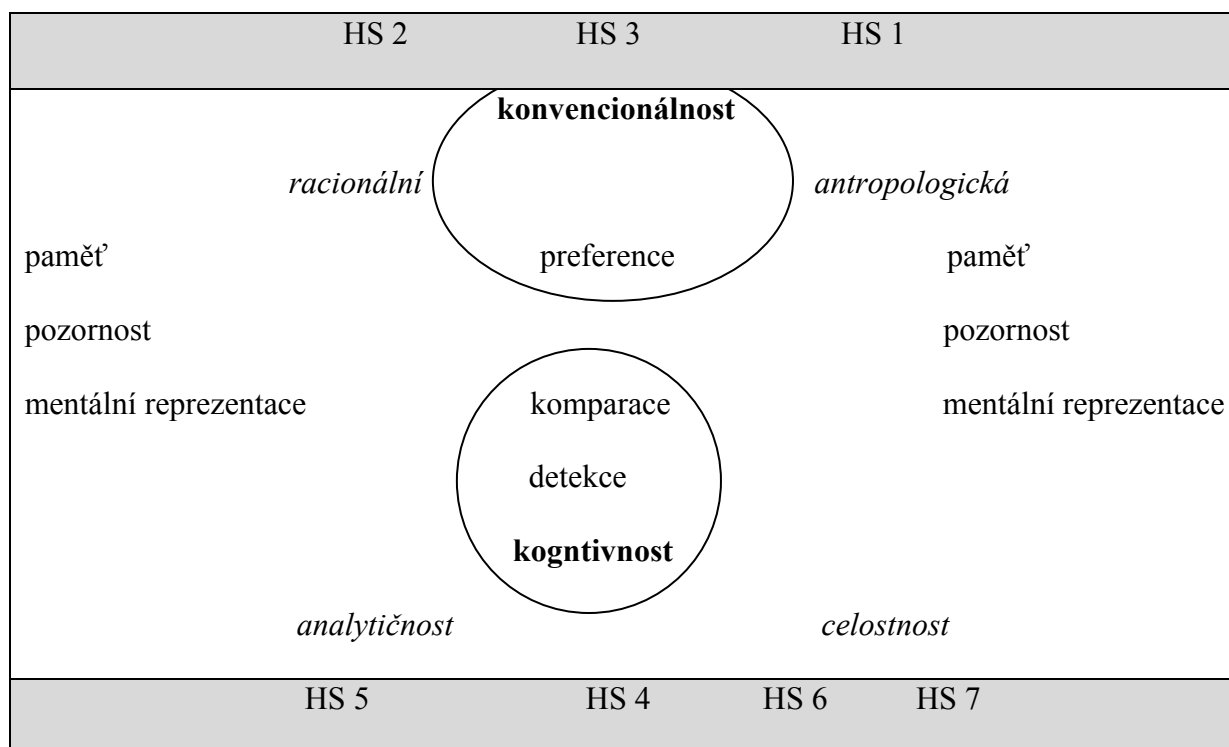 HS 2 HS 3 HS 1
konvencionálnost
racionální antropologická
paměť preference paměť
pozornost pozornost
mentální reprezentace komparace mentální reprezentace
detekce
kogntivnost
analytičnost celostnost
HS 5 HS 4 HS 6 HS 7